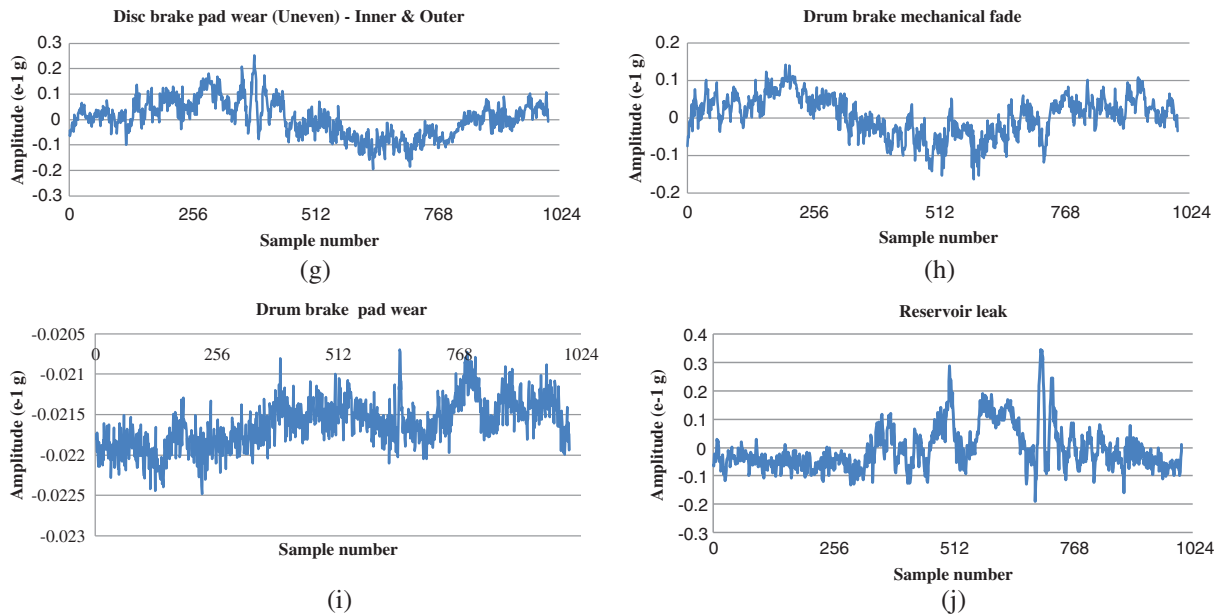 Disc brake pad wear (Uneven) - Inner & Outer
Amplitude (e-1 g)
0.3
0.2
0.1
0
-0.1
-0.2
-0.3
0 256 512 768 1024
Sample number
(g)
Drum brake mechanical fade
Amplitude (e-1 g)
0.2
0.1
0
-0.1
-0.2
0 256 512 768 1024
Sample number
(h)
Drum brake pad wear
Amplitude (e-1 g)
-0.0205
0 256 512 768 1024
-0.021
-0.0215
-0.022
-0.0225
-0.023
Sample number
(i)
Reservoir leak
Amplitude (e-1 g)
0.4
0.3
0.2
0.1
0
-0.1
-0.2
-0.3
0 256 512 768 1024
Sample number
(j)